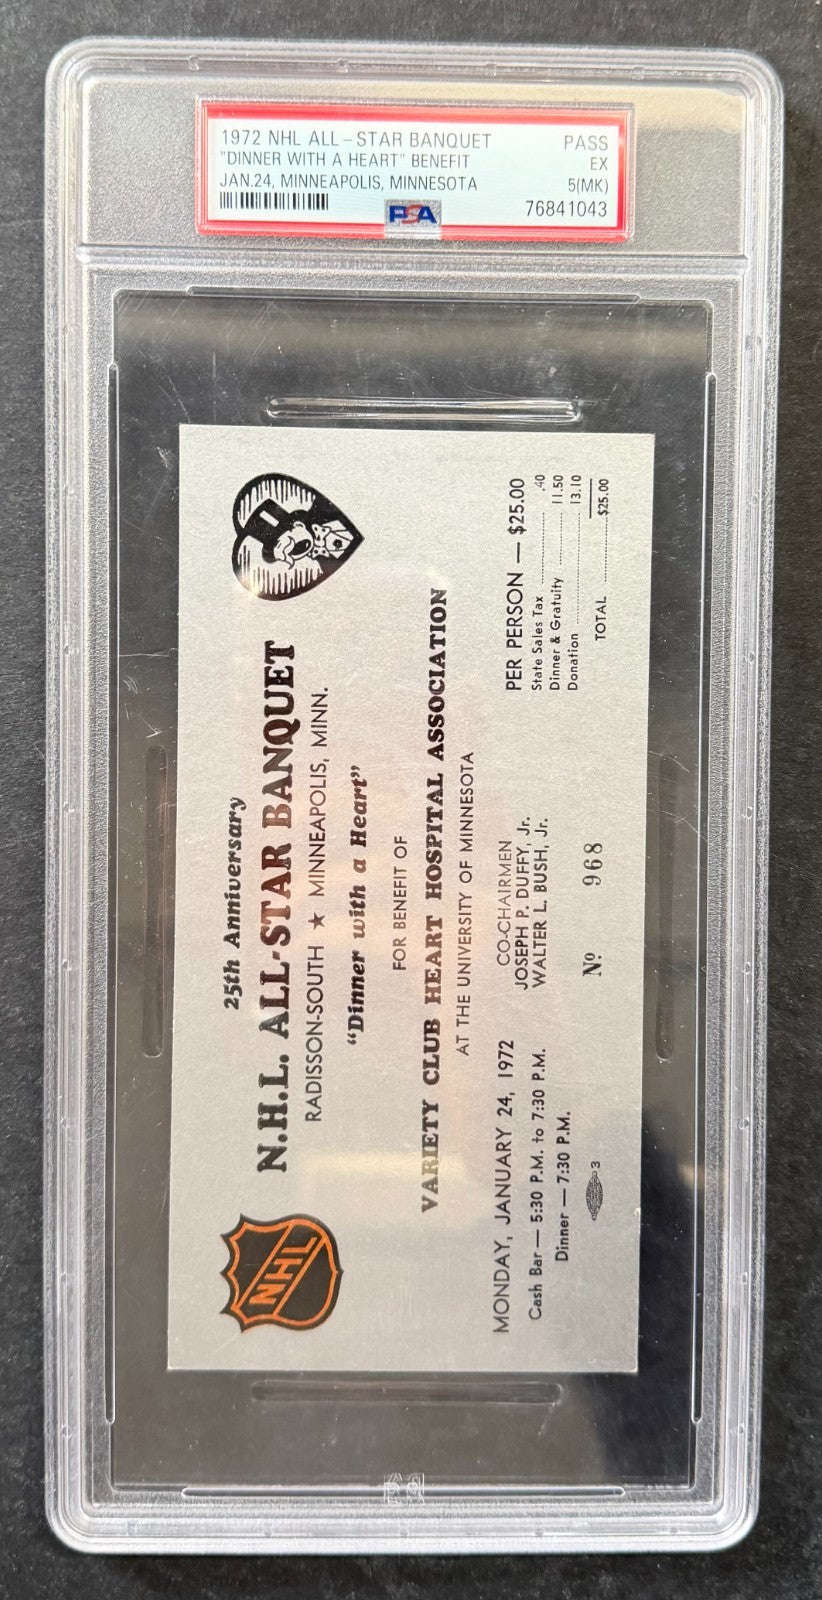 1972 NHL ALL-STAR BANQUET PASS
"DINNER WITH A HEART" BENEFIT EX
JAN.24, MINNEAPOLIS, MINNESOTA 5(MK)
PSA 76841043
25th Anniversary
N.H.L. ALL-STAR BANQUET
RADISSON-SOUTH ★ MINNEAPOLIS, MINN.
"Dinner with a Heart"
FOR BENEFIT OF
VARIETY CLUB HEART HOSPITAL ASSOCIATION
AT THE UNIVERSITY OF MINNESOTA
NHL
MONDAY, JANUARY 24, 1972
Cash Bar — 5:30 P.M. to 7:30 P.M.
Dinner — 7:30 P.M.
3
CO-CHAIRMEN
JOSEPH P. DUFFY, Jr.
WALTER L. BUSH, Jr.
Nº 968
PER PERSON — $25.00
State Sales Tax .40
Dinner & Gratuity 11.50
Donation 13.10
TOTAL $25.00